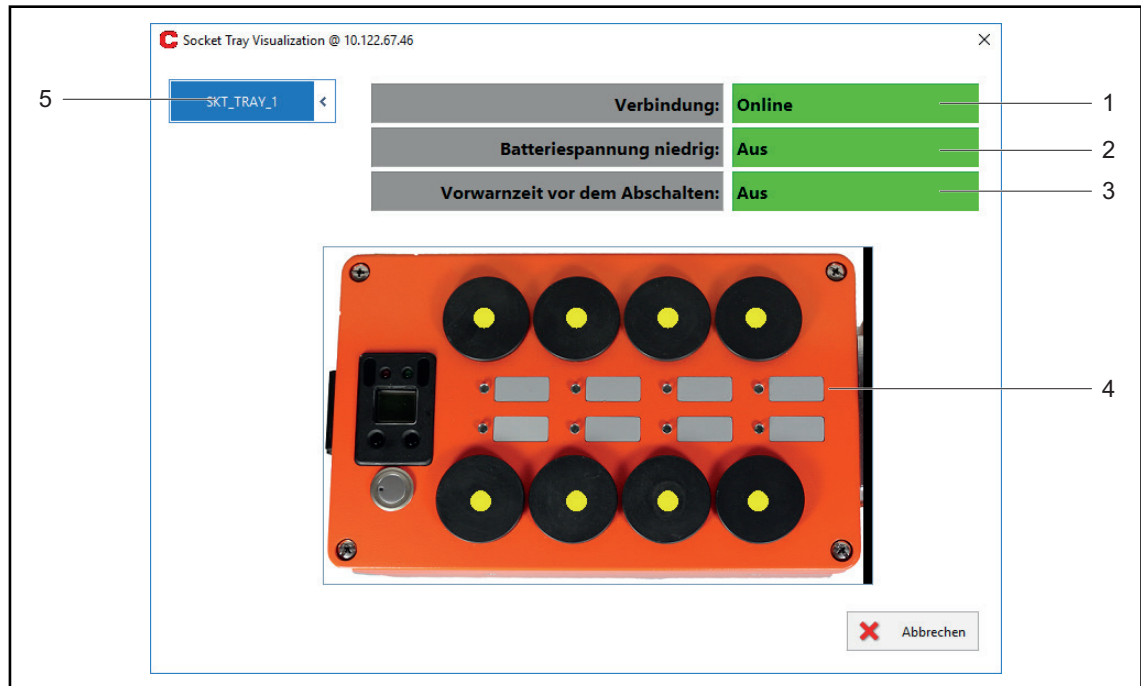 Socket Tray Visualization @ 10.122.67.46
5
SKT_TRAY_1
<
Verbindung: Online
1
Batteriespannung niedrig: Aus
2
Vorwarnzeit vor dem Abschalten: Aus
3
4
Abbrechen